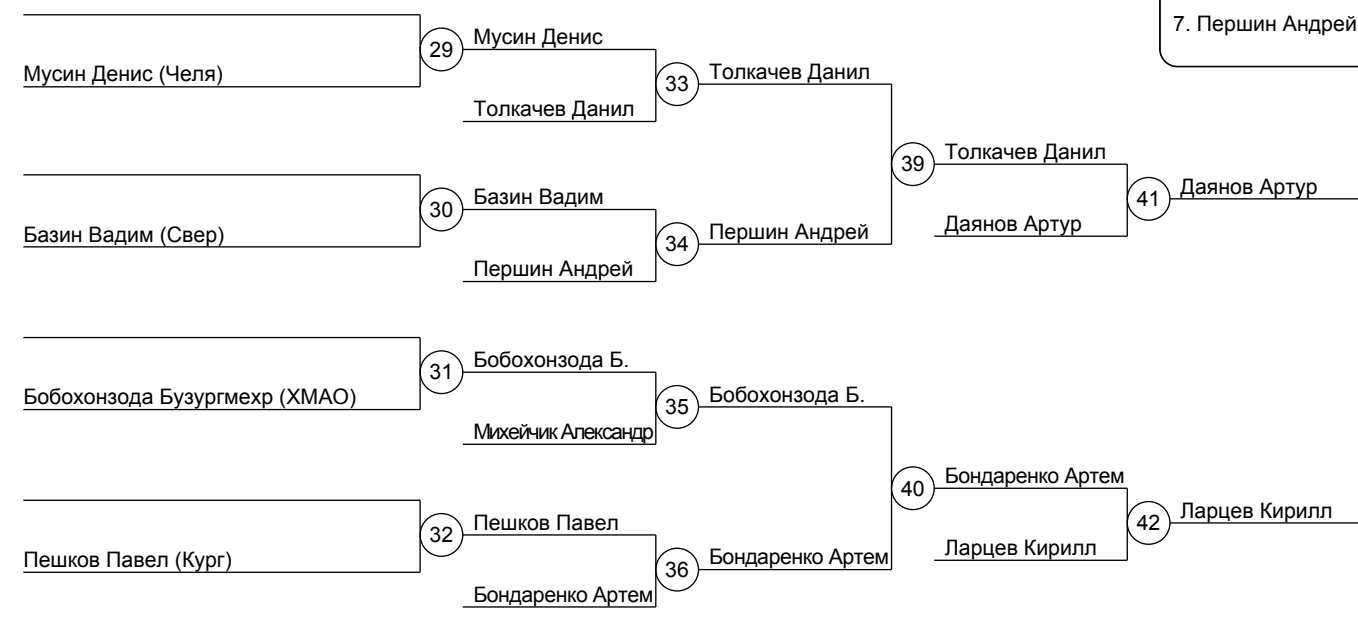 7. Першин Андрей
29
Мусин Денис
Мусин Денис (Челя)
33
Толкачев Данил
Толкачев Данил
39
Толкачев Данил
30
Базин Вадим
Базин Вадим (Свер)
34
Першин Андрей
Першин Андрей
41
Даянов Артур
Даянов Артур
31
Бобохонзода Б.
Бобохонзода Бузургмехр (ХМАО)
35
Бобохонзода Б.
Михейчик Александр
40
Бондаренко Артем
32
Пешков Павел
Пешков Павел (Кург)
36
Бондаренко Артем
Бондаренко Артем
42
Ларцев Кирилл
Ларцев Кирилл